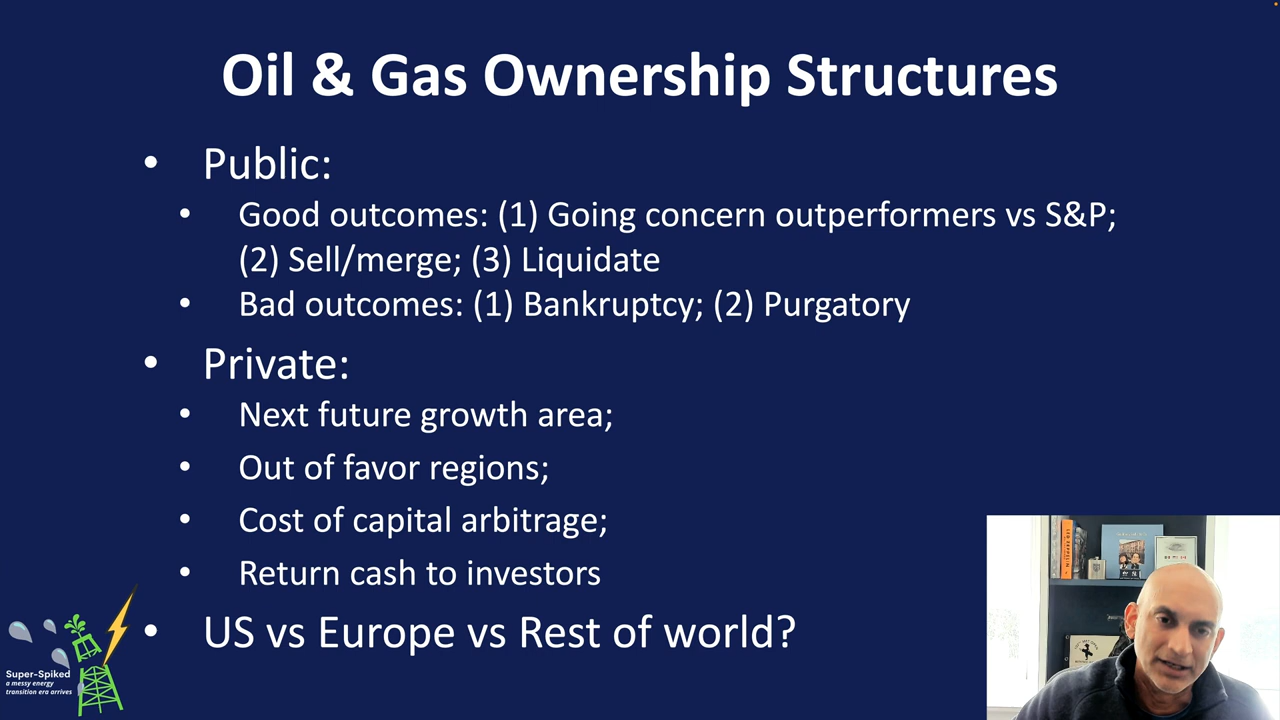 Oil & Gas Ownership Structures
• Public:
• Good outcomes: (1) Going concern outperformers vs S&P;
(2) Sell/merge; (3) Liquidate
• Bad outcomes: (1) Bankruptcy; (2) Purgatory
• Private:
• Next future growth area;
• Out of favor regions;
• Cost of capital arbitrage;
• Return cash to investors
• US vs Europe vs Rest of world?
Super-Spiked
a messy energy
transition era arrives
LED ZEPPELIN